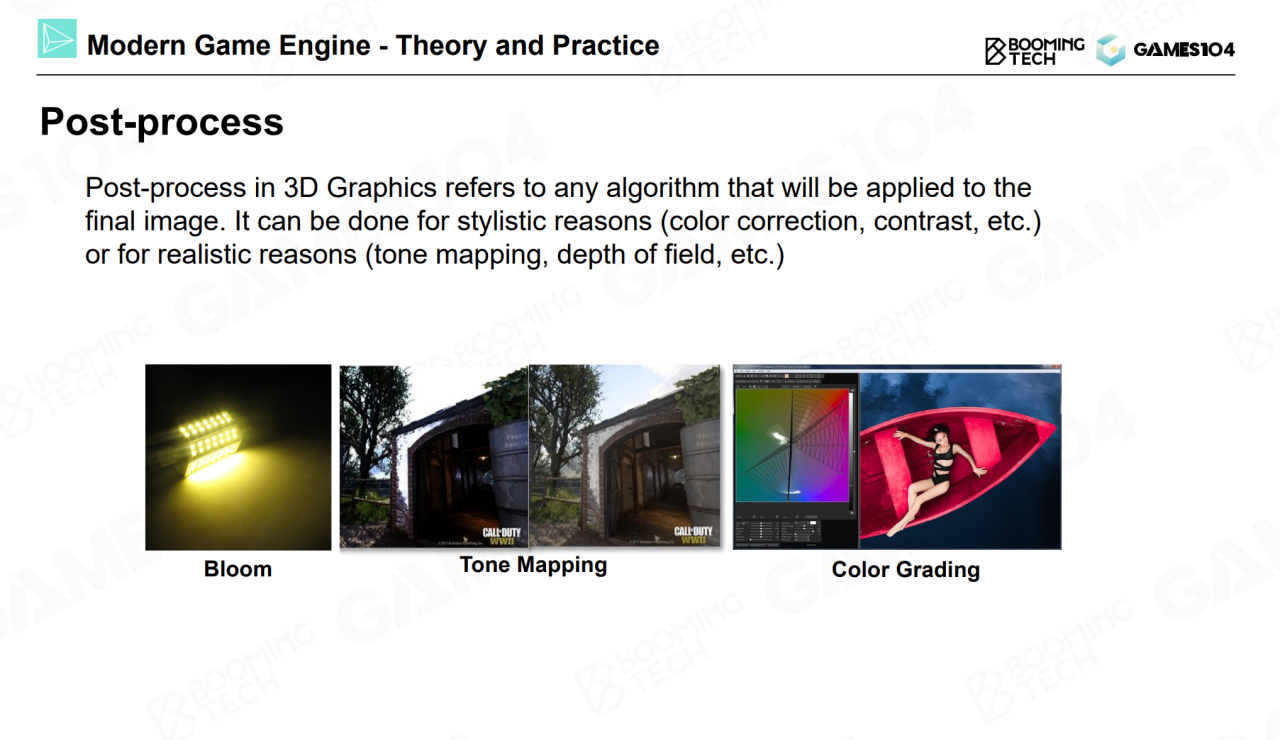 Modern Game Engine - Theory and Practice
BOOMING
TECH
GAMES104
Post-process
Post-process in 3D Graphics refers to any algorithm that will be applied to the
final image. It can be done for stylistic reasons (color correction, contrast, etc.)
or for realistic reasons (tone mapping, depth of field, etc.)
CALL·DUTY
WWII
CALL·DUTY
WWII
Bloom
Tone Mapping
Color Grading